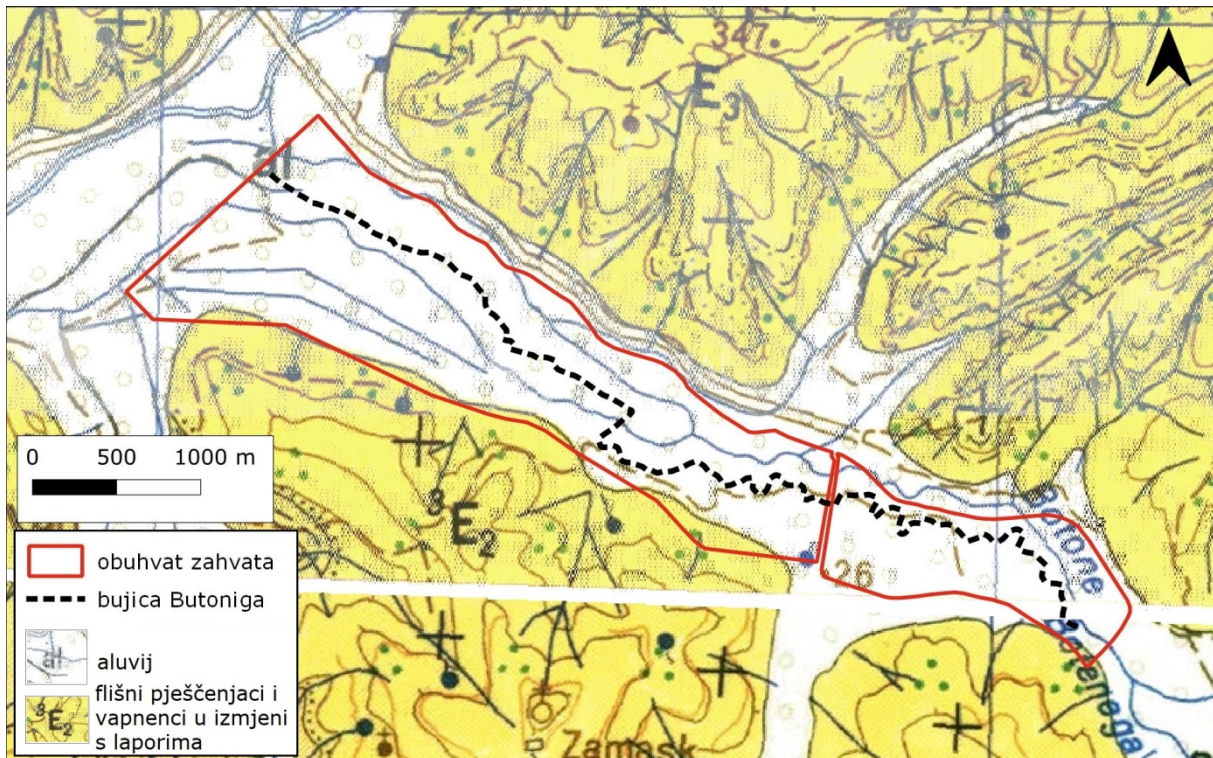 347
E3
al
3E2
26
Zamask
0 500 1000 m
obuhvat zahvata
bujica Butoniga
al
aluvij
3E2
flišni pješčenjaci i
vapnenci u izmjeni
s laporima